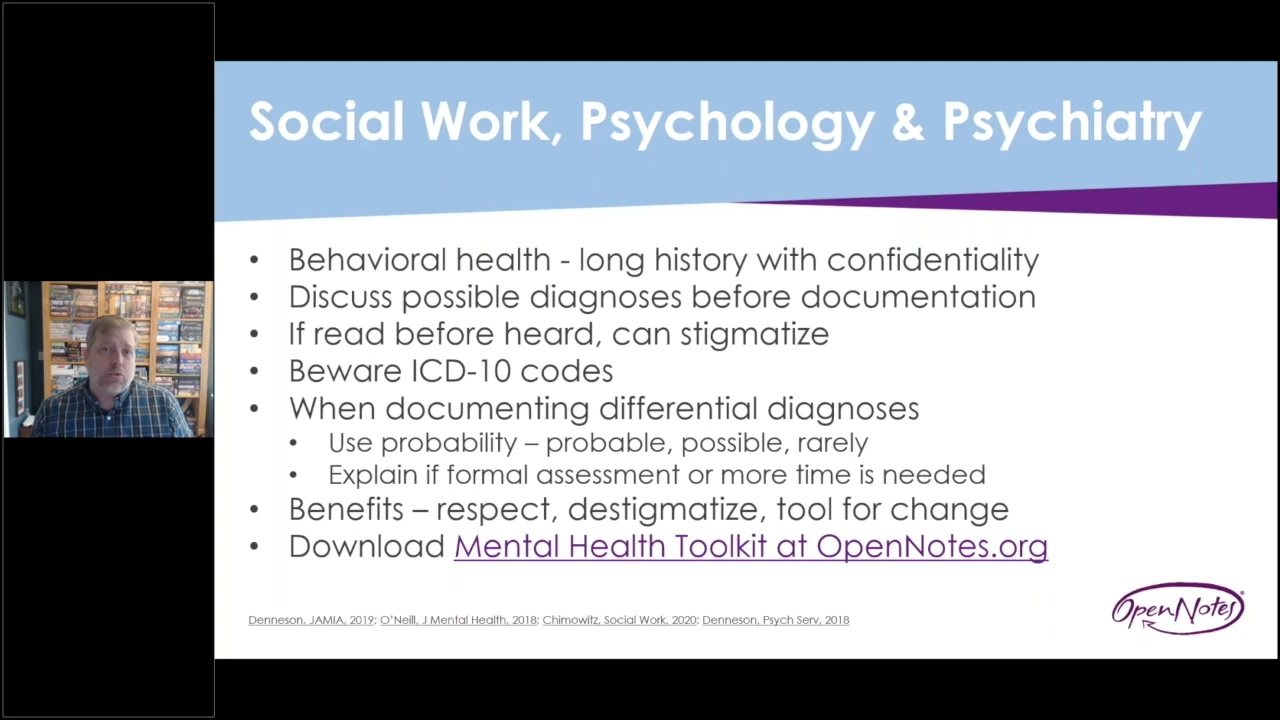 Social Work, Psychology & Psychiatry
• Behavioral health - long history with confidentiality
• Discuss possible diagnoses before documentation
• If read before heard, can stigmatize
• Beware ICD-10 codes
• When documenting differential diagnoses
• Use probability – probable, possible, rarely
• Explain if formal assessment or more time is needed
• Benefits – respect, destigmatize, tool for change
• Download Mental Health Toolkit at OpenNotes.org
Denneson, JAMIA, 2019; O'Neill, J Mental Health, 2018; Chimowitz, Social Work, 2020; Denneson, Psych Serv, 2018
OpenNotes®